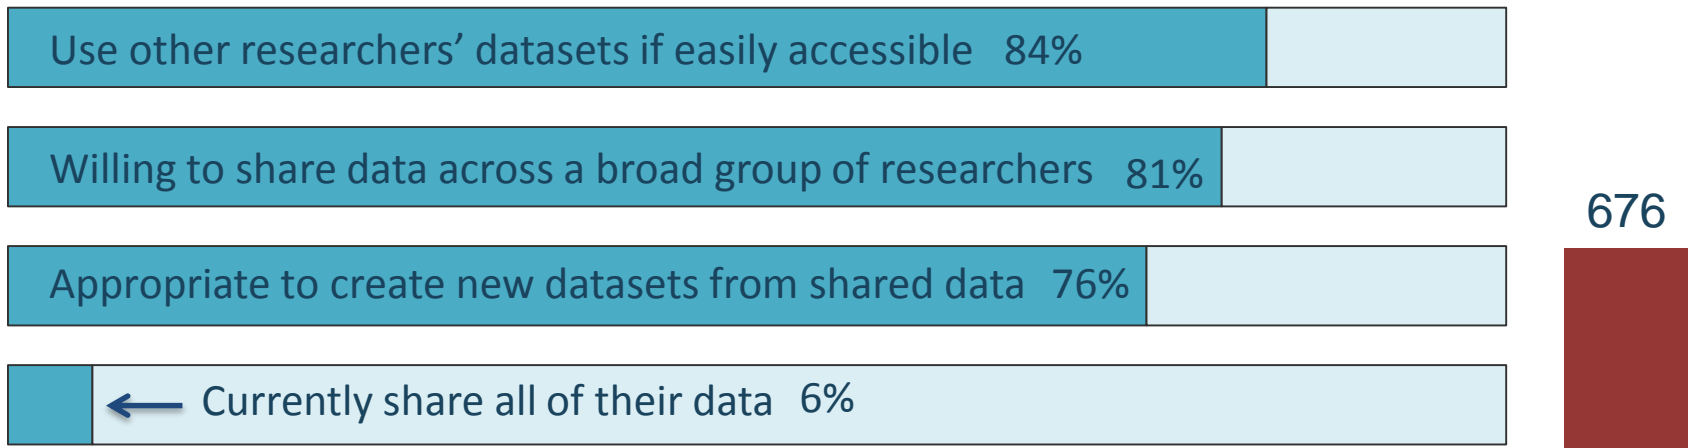 Use other researchers’ datasets if easily accessible 84%
Willing to share data across a broad group of researchers 81%
Appropriate to create new datasets from shared data 76%
Currently share all of their data 6%
676